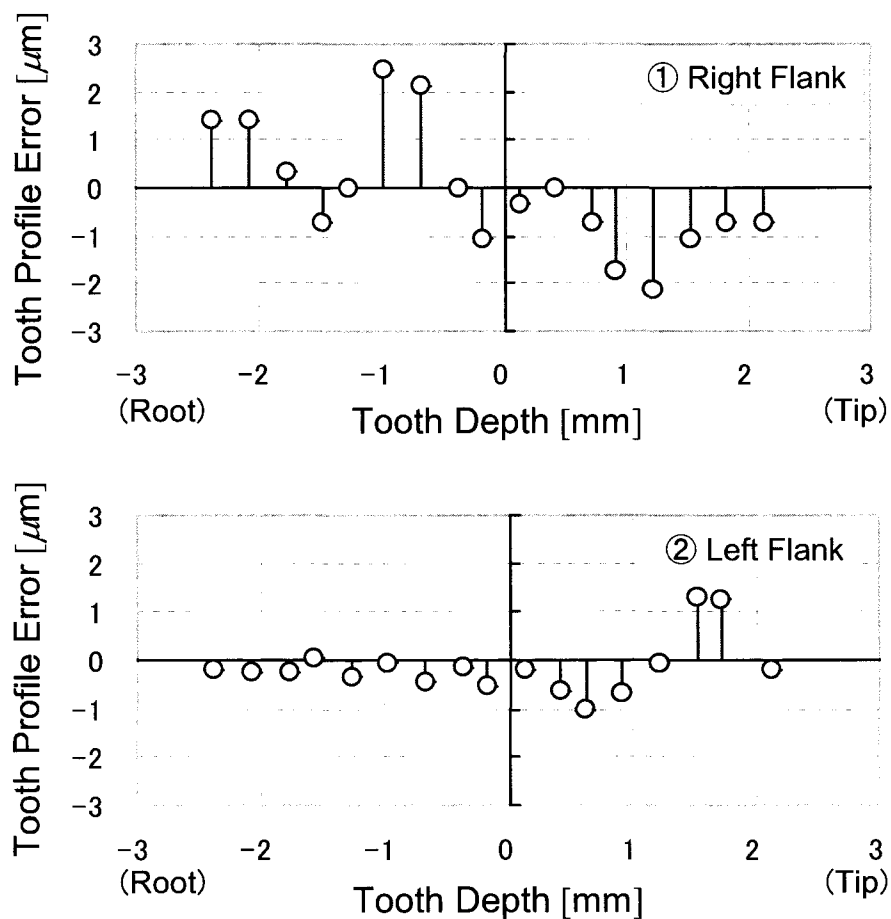 Tooth Profile Error [μm]
3
2
1
0
−1
−2
−3
① Right Flank
−3 −2 −1 0 1 2 3
(Root) (Tip)
Tooth Depth [mm]
Tooth Profile Error [μm]
3
2
1
0
−1
−2
−3
② Left Flank
−3 −2 −1 0 1 2 3
(Root) (Tip)
Tooth Depth [mm]